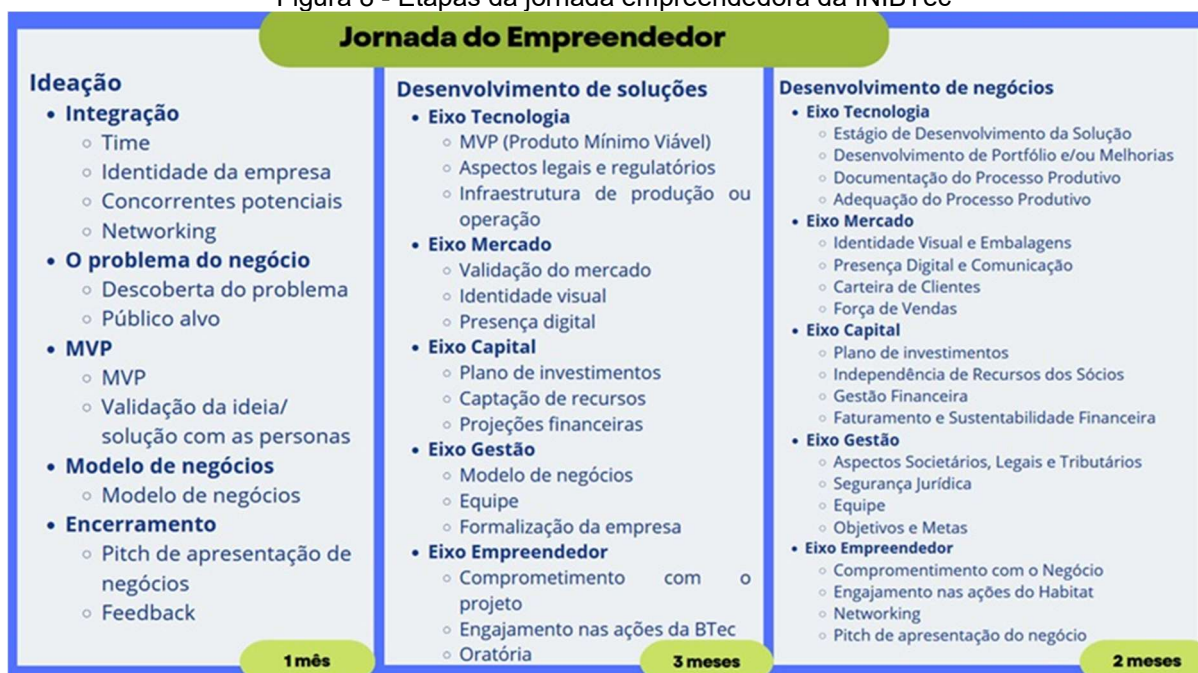 Figura 8 - Etapas da jornada empreendedora da INIBTec
Jornada do Empreendedor
Ideação
• Integração
◦ Time
◦ Identidade da empresa
◦ Concorrentes potenciais
◦ Networking
• O problema do negócio
◦ Descoberta do problema
◦ Público alvo
• MVP
◦ MVP
◦ Validação da ideia/
solução com as personas
• Modelo de negócios
◦ Modelo de negócios
• Encerramento
◦ Pitch de apresentação de
negócios
◦ Feedback
1 mês
Desenvolvimento de soluções
• Eixo Tecnologia
◦ MVP (Produto Mínimo Viável)
◦ Aspectos legais e regulatórios
◦ Infraestrutura de produção ou
operação
• Eixo Mercado
◦ Validação do mercado
◦ Identidade visual
◦ Presença digital
• Eixo Capital
◦ Plano de investimentos
◦ Captação de recursos
◦ Projeções financeiras
• Eixo Gestão
◦ Modelo de negócios
◦ Equipe
◦ Formalização da empresa
• Eixo Empreendedor
◦ Comprometimento com o
projeto
◦ Engajamento nas ações da BTec
◦ Oratória
3 meses
Desenvolvimento de negócios
• Eixo Tecnologia
◦ Estágio de Desenvolvimento da Solução
◦ Desenvolvimento de Portfólio e/ou Melhorias
◦ Documentação do Processo Produtivo
◦ Adequação do Processo Produtivo
• Eixo Mercado
◦ Identidade Visual e Embalagens
◦ Presença Digital e Comunicação
◦ Carteira de Clientes
◦ Força de Vendas
• Eixo Capital
◦ Plano de investimentos
◦ Independência de Recursos dos Sócios
◦ Gestão Financeira
◦ Faturamento e Sustentabilidade Financeira
• Eixo Gestão
◦ Aspectos Societários, Legais e Tributários
◦ Segurança Jurídica
◦ Equipe
◦ Objetivos e Metas
• Eixo Empreendedor
◦ Compromentimento com o Negócio
◦ Engajamento nas ações do Habitat
◦ Networking
◦ Pitch de apresentação do negócio
2 meses